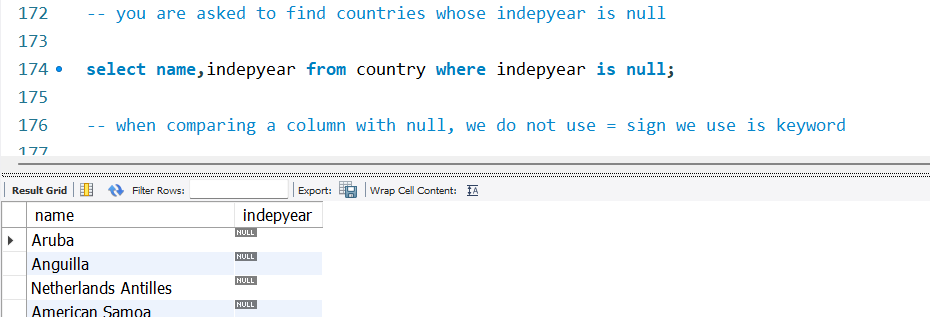 172 -- you are asked to find countries whose indepyear is null
173
174 select name,indepyear from country where indepyear is null;
175
176 -- when comparing a column with null, we do not use = sign we use is keyword
177
Result Grid Filter Rows: Export: Wrap Cell Content:
name indepyear
Aruba NULL
Anguilla NULL
Netherlands Antilles NULL
American Samoa NULL